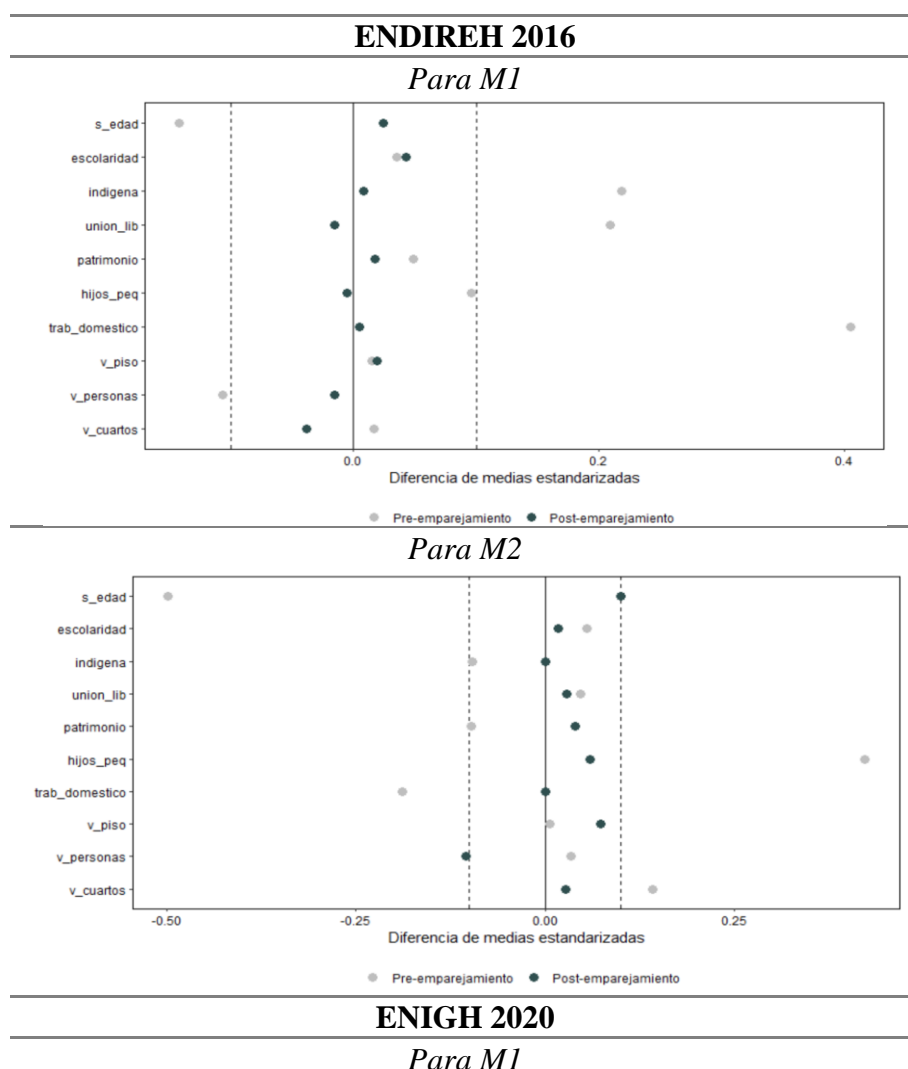 ENDIREH 2016
Para M1
s_edad
escolaridad
indigena
union_lib
patrimonio
hijos_peq
trab_domestico
v_piso
v_personas
v_cuartos
0.0 0.2 0.4
Diferencia de medias estandarizadas
Pre-emparejamiento Post-emparejamiento
Para M2
s_edad
escolaridad
indigena
union_lib
patrimonio
hijos_peq
trab_domestico
v_piso
v_personas
v_cuartos
-0.50 -0.25 0.00 0.25
Diferencia de medias estandarizadas
Pre-emparejamiento Post-emparejamiento
ENIGH 2020
Para M1